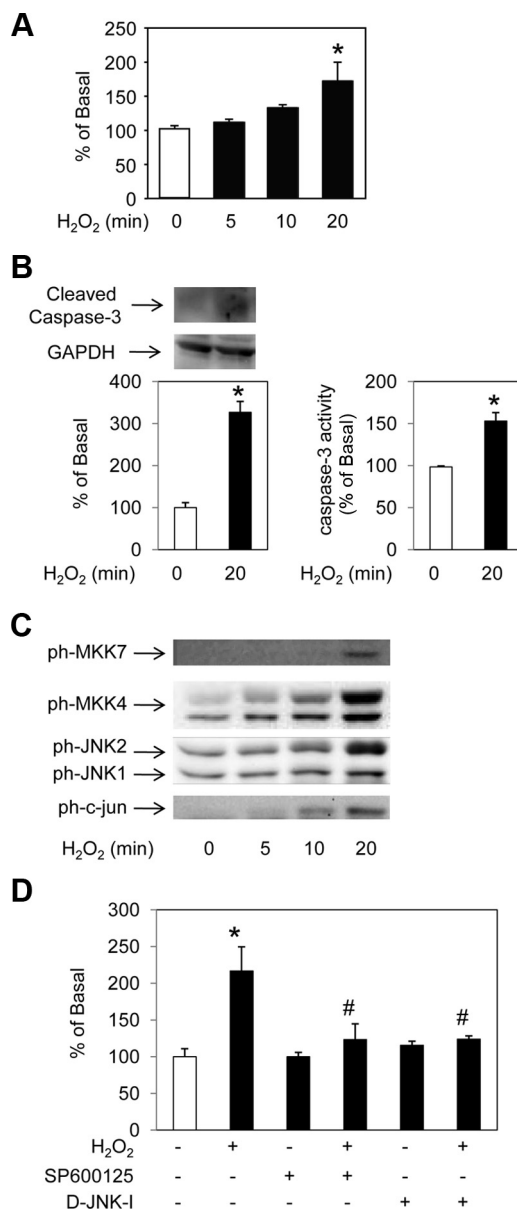 A
250
200
150
100
50
0
% of Basal
*
H₂O₂ (min) 0 5 10 20
B
Cleaved
Caspase-3
GAPDH
400
300
200
100
0
% of Basal
*
H₂O₂ (min) 0 20
200
150
100
50
0
caspase-3 activity
(% of Basal)
*
H₂O₂ (min) 0 20
C
ph-MKK7
ph-MKK4
ph-JNK2
ph-JNK1
ph-c-jun
H₂O₂ (min) 0 5 10 20
D
300
250
200
150
100
50
0
% of Basal
*
#
#
H₂O₂ - + - + - +
SP600125 - - + + - -
D-JNK-I - - - - + +